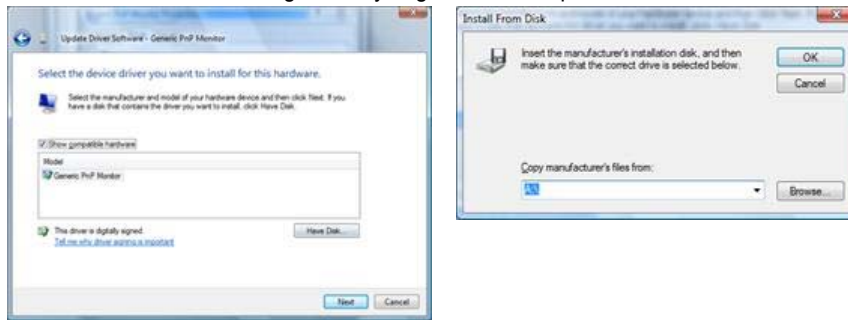 Update Driver Software - Generic PnP Monitor
Select the device driver you want to install for this hardware.
Select the manufacturer and model of your hardware device and then click Next. If you
have a disk that contains the driver you want to install, click Have Disk.
Show compatible hardware
Model
Generic PnP Monitor
This driver is digitally signed.
Tell me why driver signing is important
Have Disk...
Next
Cancel
Install From Disk
Insert the manufacturer's installation disk, and then
make sure that the correct drive is selected below.
OK
Cancel
Copy manufacturer's files from:
A:\
Browse...